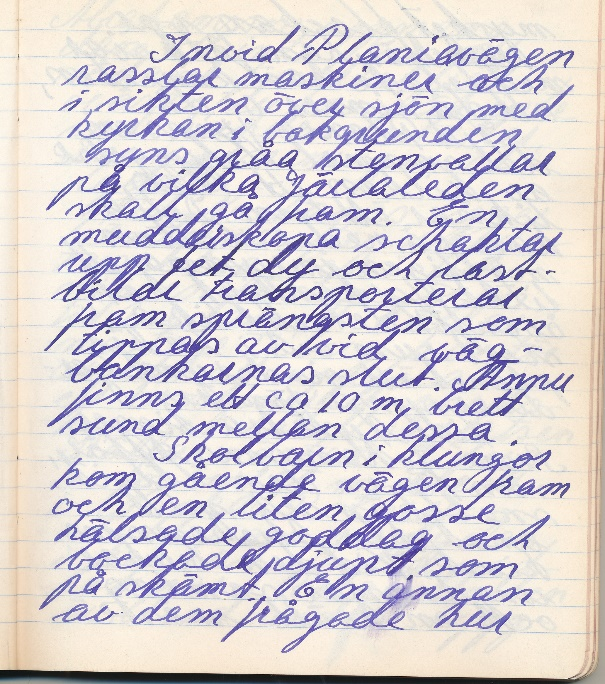 Invid Planiavägen
rasslar maskiner och
i sikten över sjön med
kyrkan i bakgrunden
syns gråa stenvallar
på vilka Järlaleden
skall gå fram. En
mudderskopa schaktar
upp fet dy och last-
bilar transporterar
fram sprängsten som
tippas av vid väg-
bankarnas slut. Ännu
finns ett ca 10 m brett
sund mellan dessa.
Skolbarn i klungor
kom gående vägen fram
och en liten gosse
hälsade goddag och
bockade djupt som
på skämt. En annan
av dem frågade hur